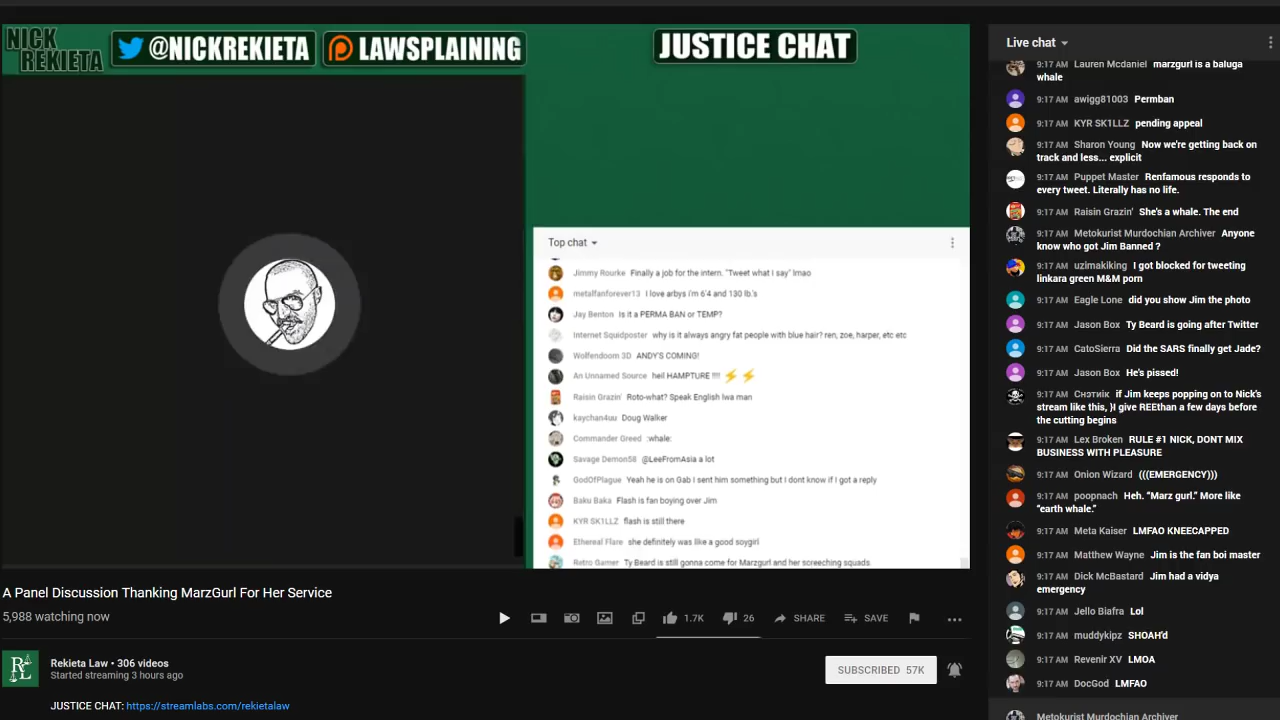 NICK
REKIETA
@NICKREKIETA
LAWSPLAINING
JUSTICE CHAT
Top chat
Jimmy Rourke Finally a job for the intern. "Tweet what I say" lmao
metalfanforever13 I love arbys i'm 6'4 and 130 lb.'s
Jay Benton is it a PERMA BAN or TEMP?
Internet Squidposter why is it always angry fat people with blue hair? ren, zoe, harper, etc etc
Wolfendoom 3D ANDY'S COMING!
An Unnamed Source heil HAMPTURE !!!! ⚡⚡
Raisin Grazin' Roto-what? Speak English lwa man
kaychan4uu Doug Walker
Commander Greed :whale:
Savage Demon58 @LeeFromAsia a lot
GodOfPlague Yeah he is on Gab I sent him something but I dont know if I got a reply
Baku Baka Flash is fan boying over Jim
KYR SK1LLZ flash is still there
Ethereal Flare she definitely was like a good soygirl
Retro Gamer Ty Beard is still gonna come for Marzgurl and her screeching squads
A Panel Discussion Thanking MarzGurl For Her Service
5,988 watching now
1.7K
26
SHARE
SAVE
Rekieta Law • 306 videos
Started streaming 3 hours ago
SUBSCRIBED 57K
JUSTICE CHAT: https://streamlabs.com/rekietalaw
Live chat
Lauren Mcdaniel marzgurl is a baluga
whale
9:17 AM awigg81003 Permban
9:17 AM KYR SK1LLZ pending appeal
9:17 AM Sharon Young Now we're getting back on
track and less... explicit
9:17 AM Puppet Master Renfamous responds to
every tweet. Literally has no life.
9:17 AM Raisin Grazin' She's a whale. The end
9:17 AM Metokurist Murdochian Archiver Anyone
know who got Jim Banned ?
9:17 AM uzimakiking I got blocked for tweeting
linkara green M&M porn
9:17 AM Eagle Lone did you show Jim the photo
9:17 AM Jason Box Ty Beard is going after Twitter
9:17 AM CatoSierra Did the SARS finally get Jade?
9:17 AM Jason Box He's pissed!
9:17 AM Снэтиік if Jim keeps popping on to Nick's
stream like this, )I give REEthan a few days before
the cutting begins
9:17 AM Lex Broken RULE #1 NICK, DONT MIX
BUSINESS WITH PLEASURE
9:17 AM Onion Wizard (((EMERGENCY)))
9:17 AM pooprisch Heh. “Marz gurl.” More like
“earth whale.”
9:17 AM Meta Kaiser LMFAO KNEECAPPED
9:17 AM Matthew Wayne Jim is the fan boi master
9:17 AM Dick McBastard Jim had a vidya
emergency
9:17 AM Jello Biafra Lol
9:17 AM muddykipz SHOAH'd
9:17 AM Revenir XV LMOA
9:17 AM DocGod LMFAO
Metokurist Murdochian Archiver